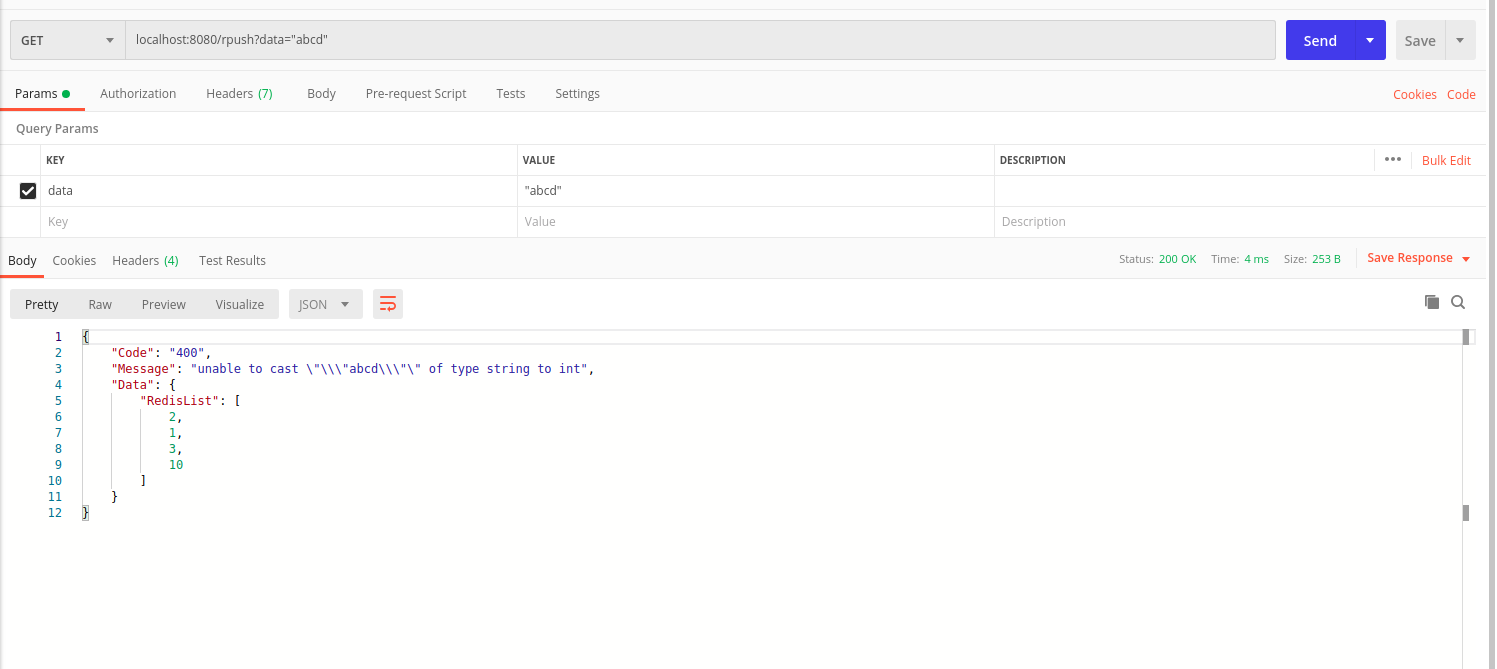 GET localhost:8080/rpush?data="abcd" Send Save
Params Authorization Headers (7) Body Pre-request Script Tests Settings Cookies Code
Query Params
KEY VALUE DESCRIPTION ••• Bulk Edit
data "abcd"
Key Value Description
Body Cookies Headers (4) Test Results Status: 200 OK Time: 4 ms Size: 253 B Save Response
Pretty Raw Preview Visualize JSON
1 {
2 "Code": "400",
3 "Message": "unable to cast \"\\\"abcd\\\"\" of type string to int",
4 "Data": {
5 "RedisList": [
6 2,
7 1,
8 3,
9 10
10 ]
11 }
12 }